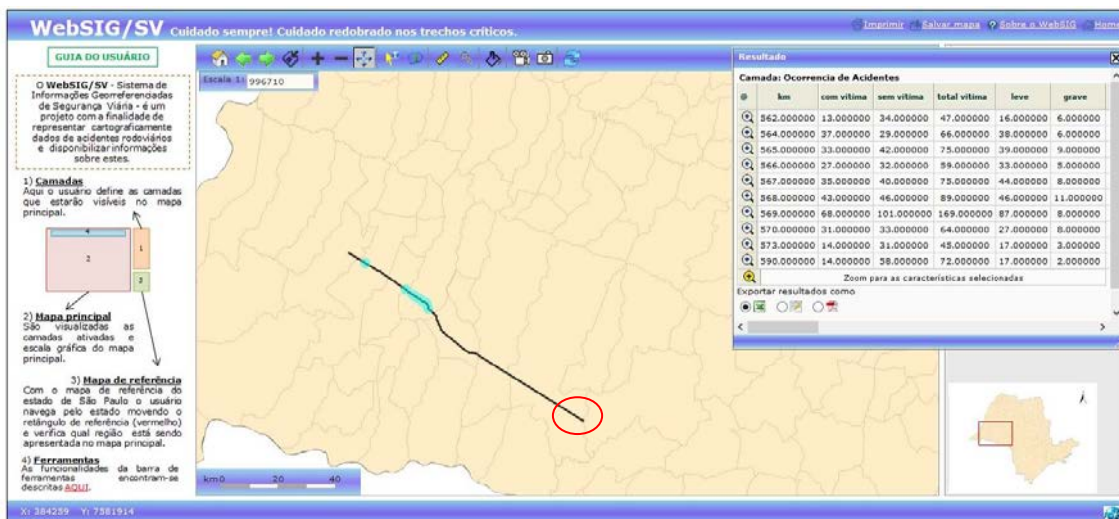 WebSIG/SV Cuidado sempre! Cuidado redobrado nos trechos críticos.
Imprimir Salvar mapa Sobre o WebSIG Home
GUIA DO USUÁRIO
O WebSIG/SV - Sistema de
Informações Georreferenciadas
de Segurança Viária - é um
projeto com a finalidade de
representar cartograficamente
dados de acidentes rodoviários
e disponibilizar informações
sobre estes.
1) Camadas
Aqui o usuário define as camadas
que estarão visíveis no mapa
principal.
4
2
1
3
2) Mapa principal
São visualizadas as
camadas ativadas e
escala gráfica do mapa
principal.
3) Mapa de referência
Com o mapa de referência do
estado de São Paulo o usuário
navega pelo estado movendo o
retângulo de referência (vermelho)
e verifica qual região está sendo
apresentada no mapa principal.
4) Ferramentas
As funcionalidades da barra de
ferramentas encontram-se
descritas AQUI.
Escala 1: 996710
km0 20 40
Resultado
Camada: Ocorrencia de Acidentes
km com vitima sem vitima total vitima leve grave
562.000000 13.000000 34.000000 47.000000 16.000000 6.000000
564.000000 37.000000 29.000000 66.000000 38.000000 6.000000
565.000000 33.000000 42.000000 75.000000 39.000000 9.000000
566.000000 27.000000 32.000000 59.000000 33.000000 5.000000
567.000000 35.000000 40.000000 75.000000 44.000000 8.000000
568.000000 43.000000 46.000000 89.000000 46.000000 11.000000
569.000000 68.000000 101.000000 169.000000 87.000000 8.000000
570.000000 31.000000 33.000000 64.000000 27.000000 8.000000
573.000000 14.000000 31.000000 45.000000 17.000000 3.000000
590.000000 14.000000 58.000000 72.000000 17.000000 2.000000
Zoom para as características selecionadas
Exportar resultados como
X: 384259 Y: 7581914